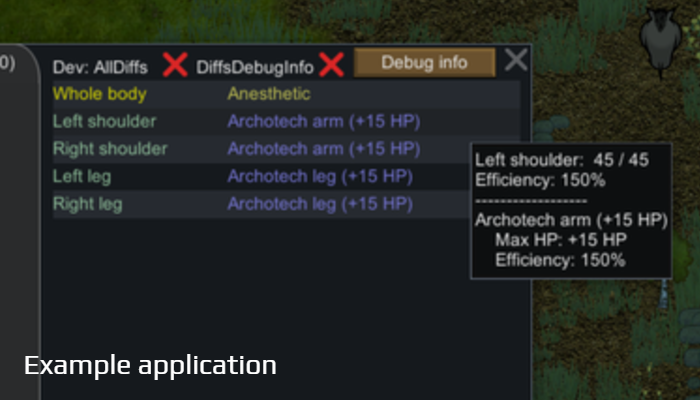 0)
Dev: AllDiffs DiffsDebugInfo Debug info
Whole body Anesthetic
Left shoulder Archotech arm (+15 HP)
Right shoulder Archotech arm (+15 HP)
Left leg Archotech leg (+15 HP)
Right leg Archotech leg (+15 HP)
Left shoulder: 45 / 45
Efficiency: 150%
------------------
Archotech arm (+15 HP)
Max HP: +15 HP
Efficiency: 150%
Example application